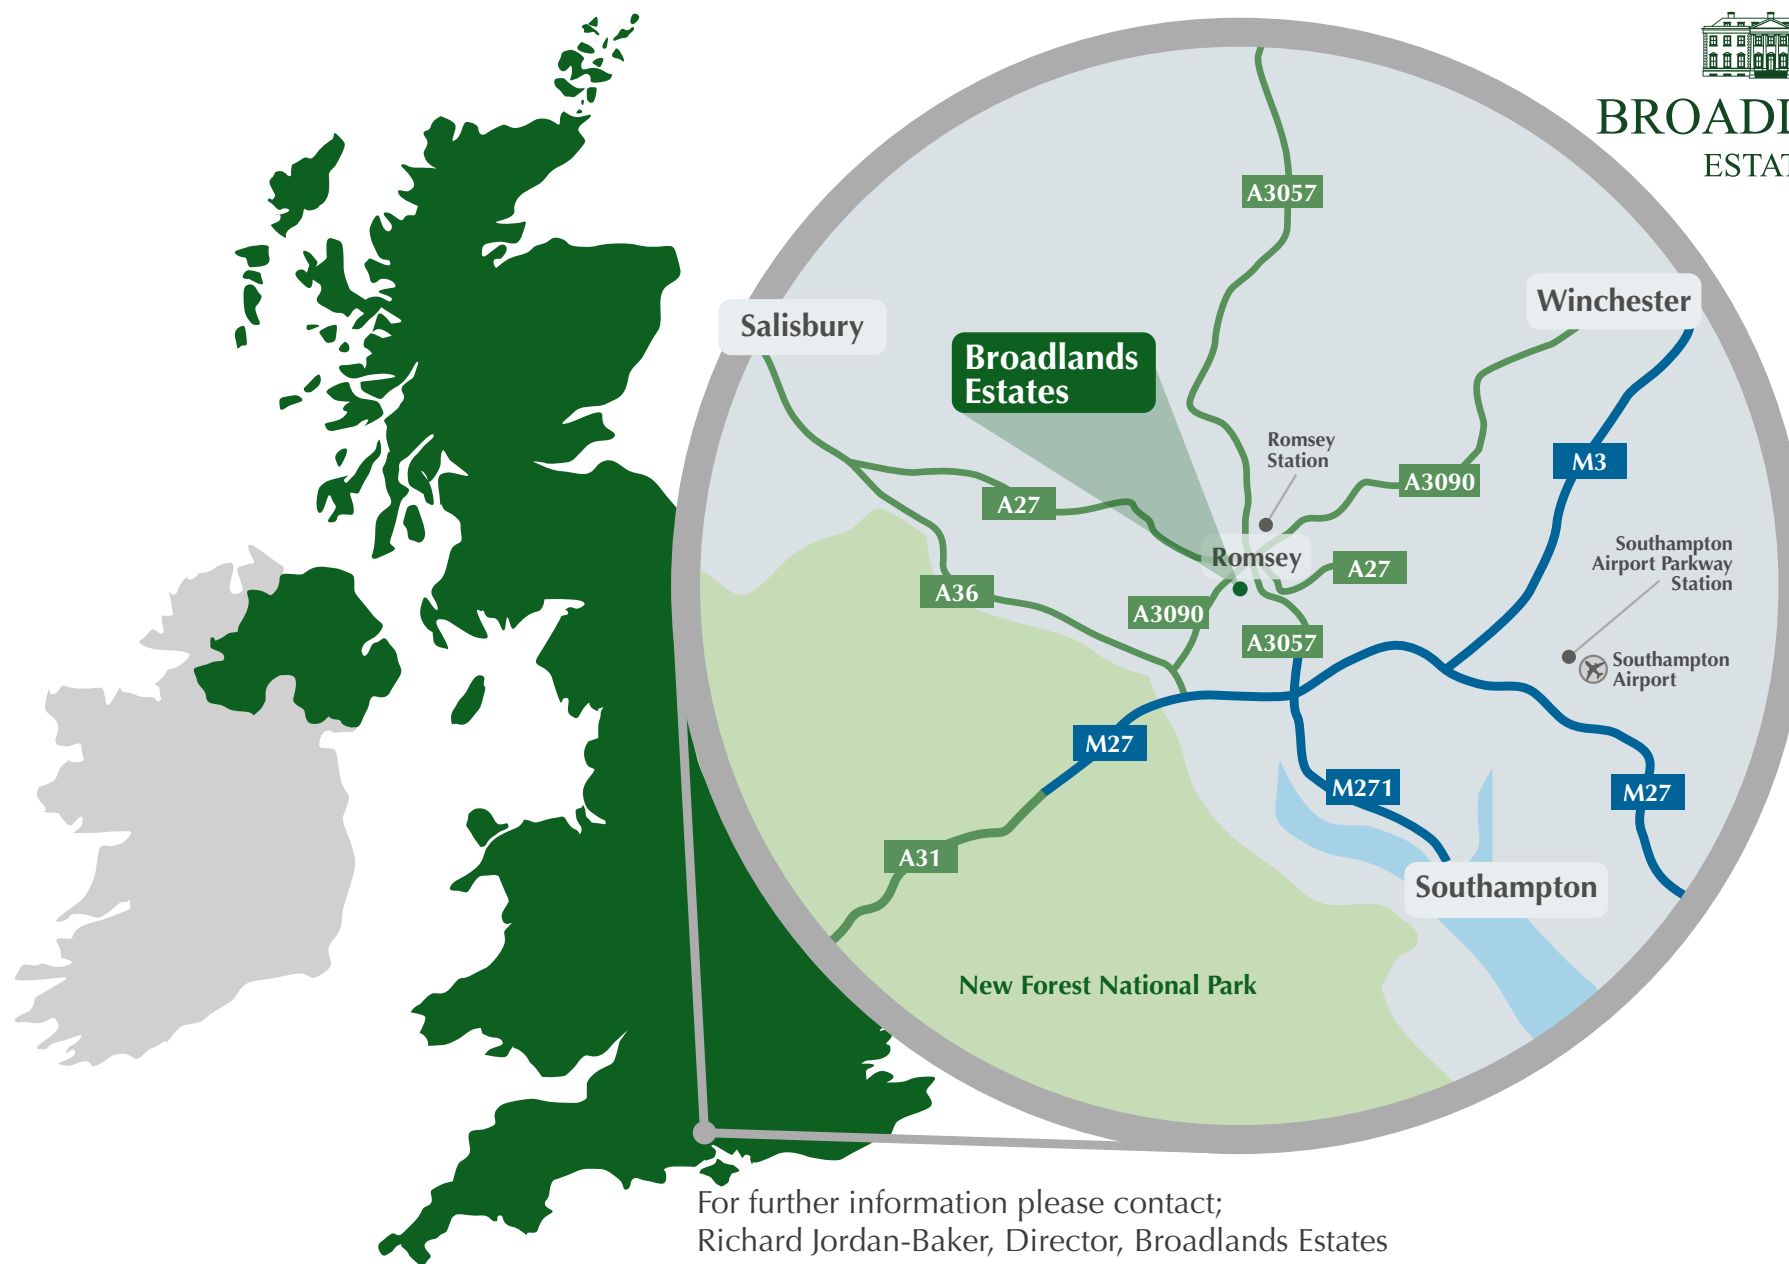 BROADL
ESTAT
A3057
Winchester
Salisbury
Broadlands
Estates
Romsey
Station
M3
A3090
A27
Southampton
Airport Parkway
Station
Romsey
A27
A36
A3090
A3057
Southampton
Airport
M27
M271
M27
A31
Southampton
New Forest National Park
For further information please contact;
Richard Jordan-Baker, Director, Broadlands Estates